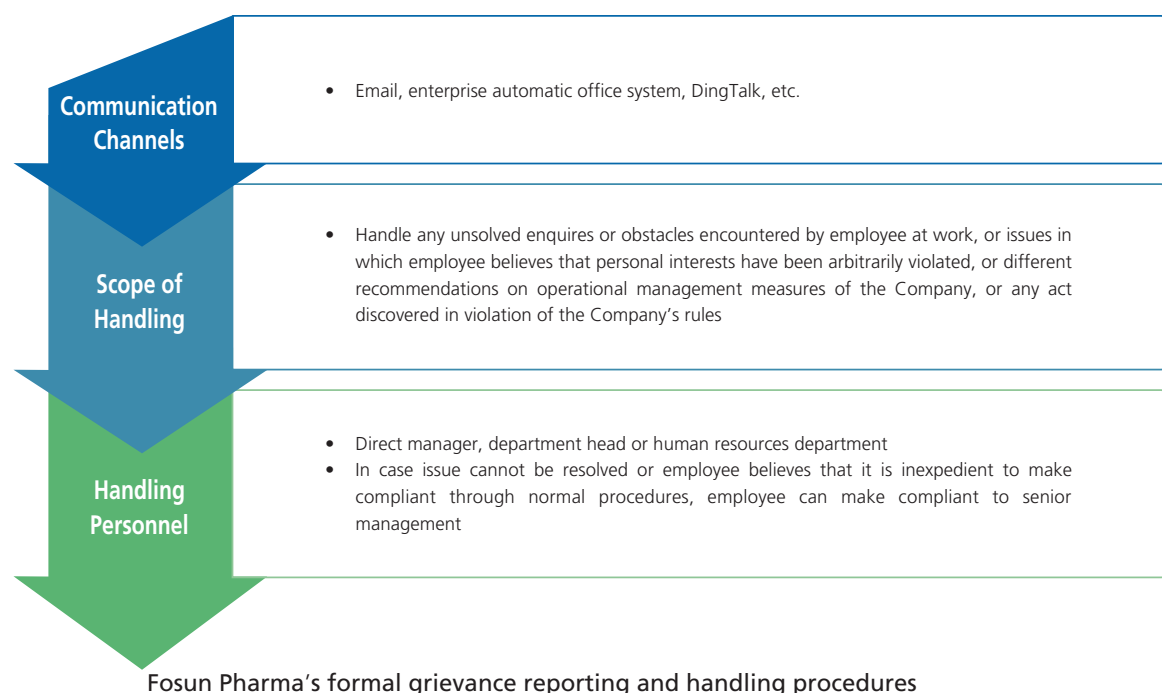 Communication
Channels
• Email, enterprise automatic office system, DingTalk, etc.
Scope of
Handling
• Handle any unsolved enquires or obstacles encountered by employee at work, or issues in
which employee believes that personal interests have been arbitrarily violated, or different
recommendations on operational management measures of the Company, or any act
discovered in violation of the Company’s rules
Handling
Personnel
• Direct manager, department head or human resources department
• In case issue cannot be resolved or employee believes that it is inexpedient to make
compliant through normal procedures, employee can make compliant to senior
management
Fosun Pharma’s formal grievance reporting and handling procedures